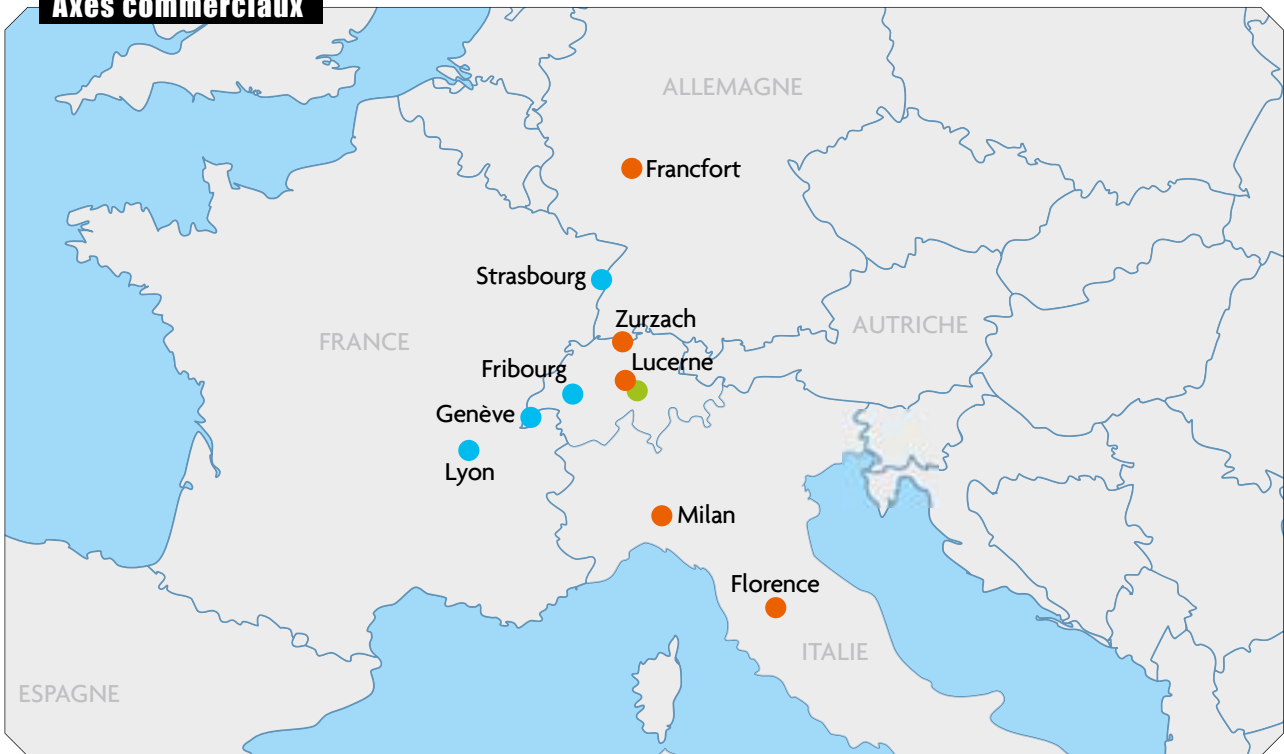 Axes commerciaux
ALLEMAGNE
Francfort
Strasbourg
Zurzach
AUTRICHE
FRANCE
Lucerne
Fribourg
Genève
Lyon
Milan
Florence
ITALIE
ESPAGNE